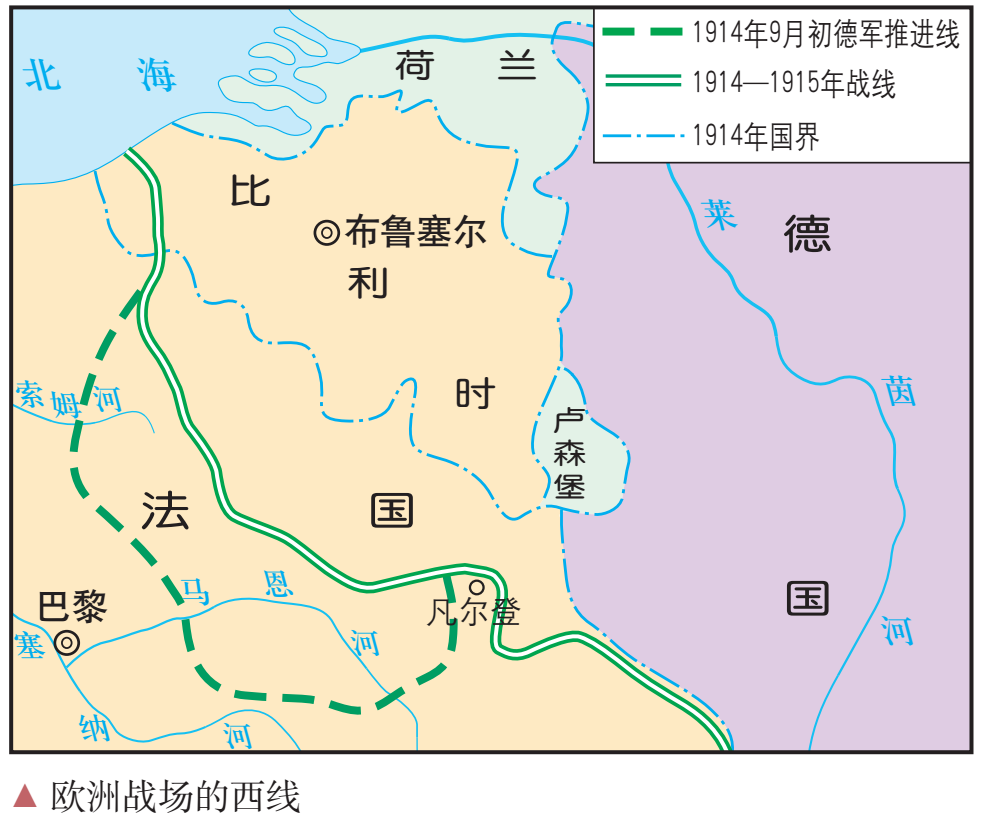 1914年9月初德军推进线
1914—1915年战线
1914年国界
北海
荷兰
比利时
布鲁塞尔
莱茵河
德国
卢森堡
索姆河
法国
马恩河
凡尔登
巴黎
塞纳河
▲ 欧洲战场的西线